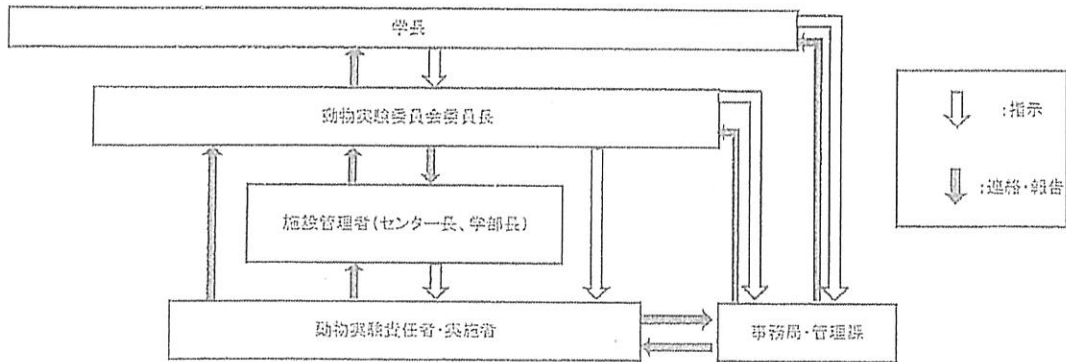 学長
動物実験委員会委員長
:指示
:連絡・報告
施設管理者(センター長、学部長)
動物実験責任者・実施者
事務局・管理課